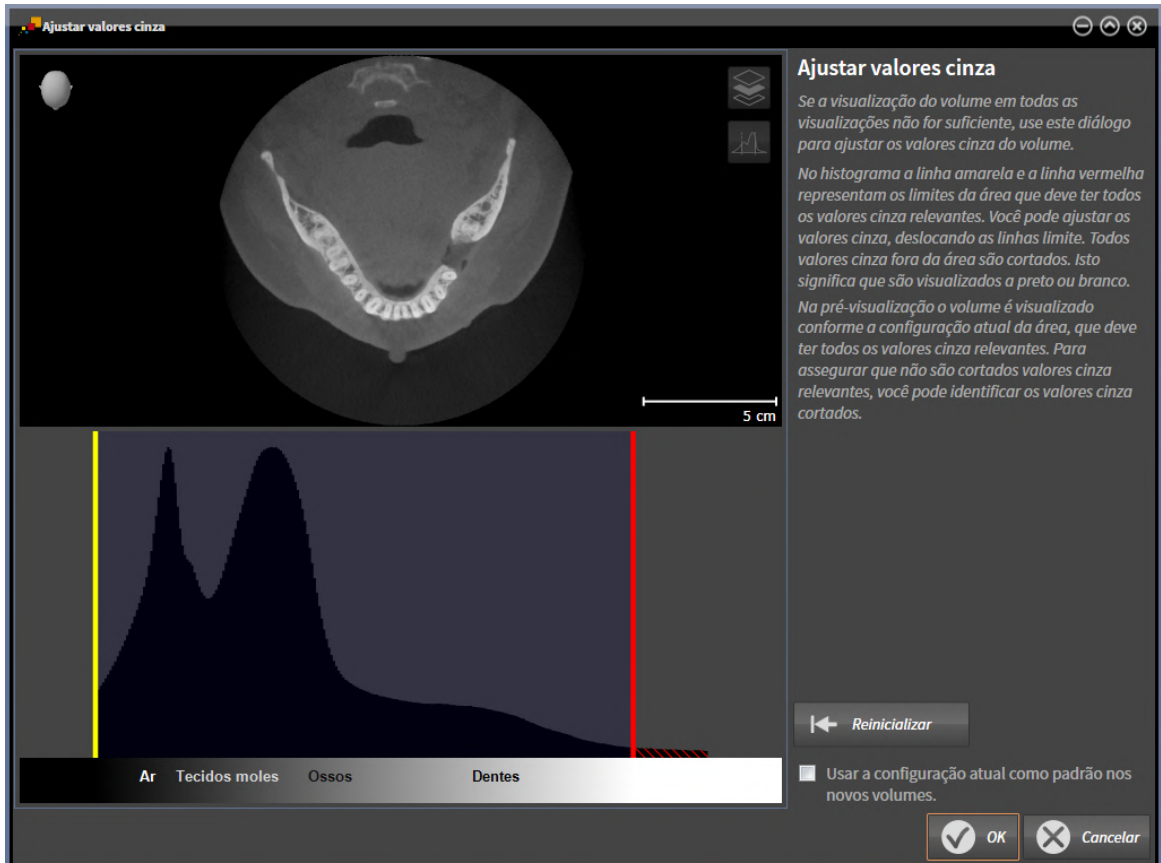 Ajustar valores cinza
Ajustar valores cinza
Se a visualização do volume em todas as
visualizações não for suficiente, use este diálogo
para ajustar os valores cinza do volume.
No histograma a linha amarela e a linha vermelha
representam os limites da área que deve ter todos
os valores cinza relevantes. Você pode ajustar os
valores cinza, deslocando as linhas limite. Todos
valores cinza fora da área são cortados. Isto
significa que são visualizados a preto ou branco.
Na pré-visualização o volume é visualizado
conforme a configuração atual da área, que deve
ter todos os valores cinza relevantes. Para
assegurar que não são cortados valores cinza
relevantes, você pode identificar os valores cinza
cortados.
5 cm
Ar Tecidos moles Ossos Dentes
Reinicializar
Usar a configuração atual como padrão nos
novos volumes.
OK Cancelar